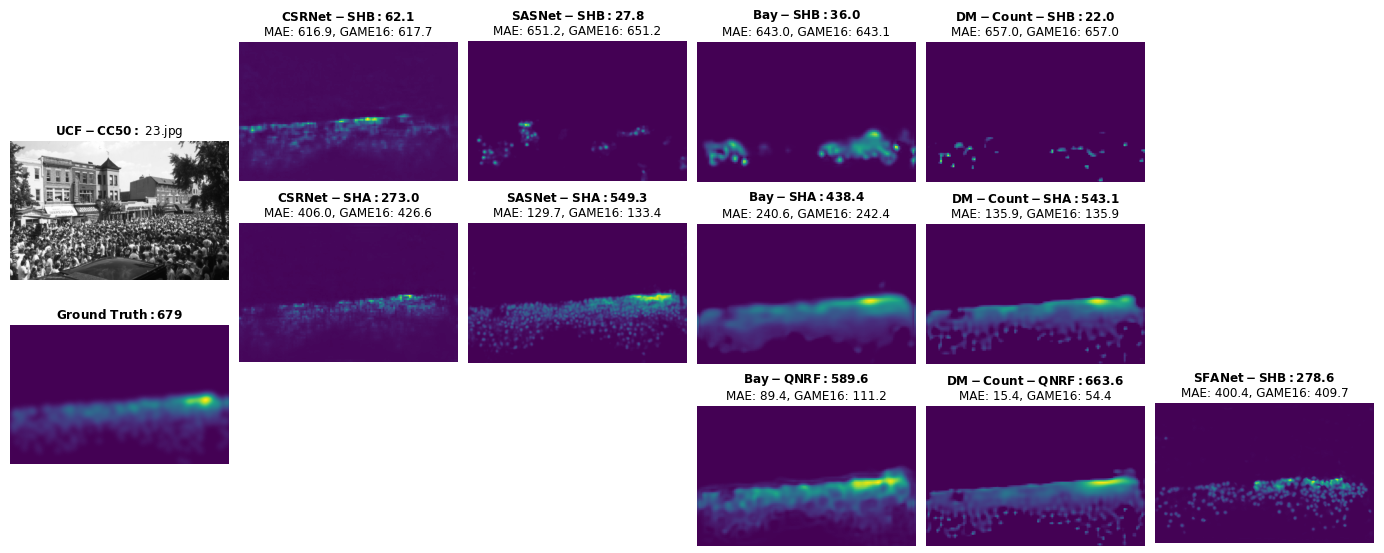 CSRNet − SHB: 62.1
MAE: 616.9, GAME16: 617.7
SASNet − SHB: 27.8
MAE: 651.2, GAME16: 651.2
Bay − SHB: 36.0
MAE: 643.0, GAME16: 643.1
DM − Count − SHB: 22.0
MAE: 657.0, GAME16: 657.0
UCF − CC50: 23.jpg
CSRNet − SHA: 273.0
MAE: 406.0, GAME16: 426.6
SASNet − SHA: 549.3
MAE: 129.7, GAME16: 133.4
Bay − SHA: 438.4
MAE: 240.6, GAME16: 242.4
DM − Count − SHA: 543.1
MAE: 135.9, GAME16: 135.9
Ground Truth: 679
Bay − QNRF: 589.6
MAE: 89.4, GAME16: 111.2
DM − Count − QNRF: 663.6
MAE: 15.4, GAME16: 54.4
SFANet − SHB: 278.6
MAE: 400.4, GAME16: 409.7